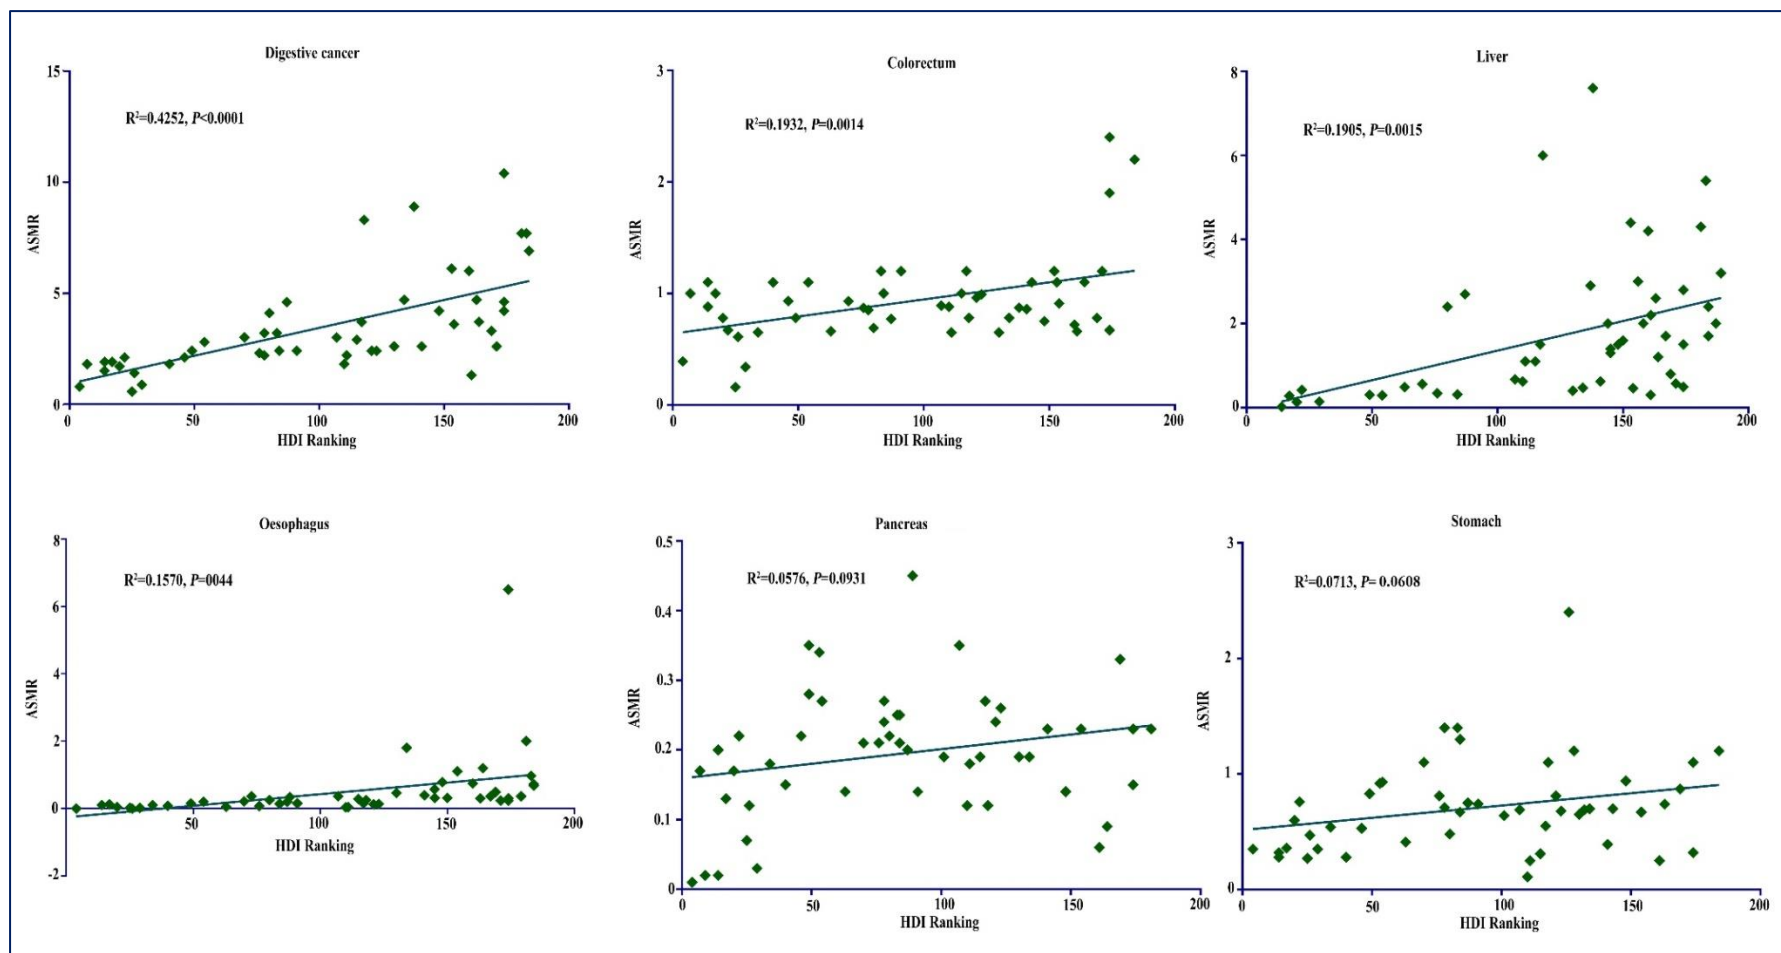 Digestive cancer
15
10
5
0
R²=0.4252, P<0.0001
ASMR
0 50 100 150 200
HDI Ranking
Colorectum
3
2
1
0
R²=0.1932, P=0.0014
ASMR
0 50 100 150 200
HDI Ranking
Liver
8
6
4
2
0
R²=0.1905, P=0.0015
ASMR
0 50 100 150 200
HDI Ranking
Oesophagus
8
6
4
2
0
-2
R²=0.1570, P=0044
ASMR
50 100 150 200
HDI Ranking
Pancreas
0.5
0.4
0.3
0.2
0.1
0
R²=0.0576, P=0.0931
ASMR
0 50 100 150 200
HDI Ranking
Stomach
3
2
1
0
R²=0.0713, P= 0.0608
ASMR
0 50 100 150 200
HDI Ranking